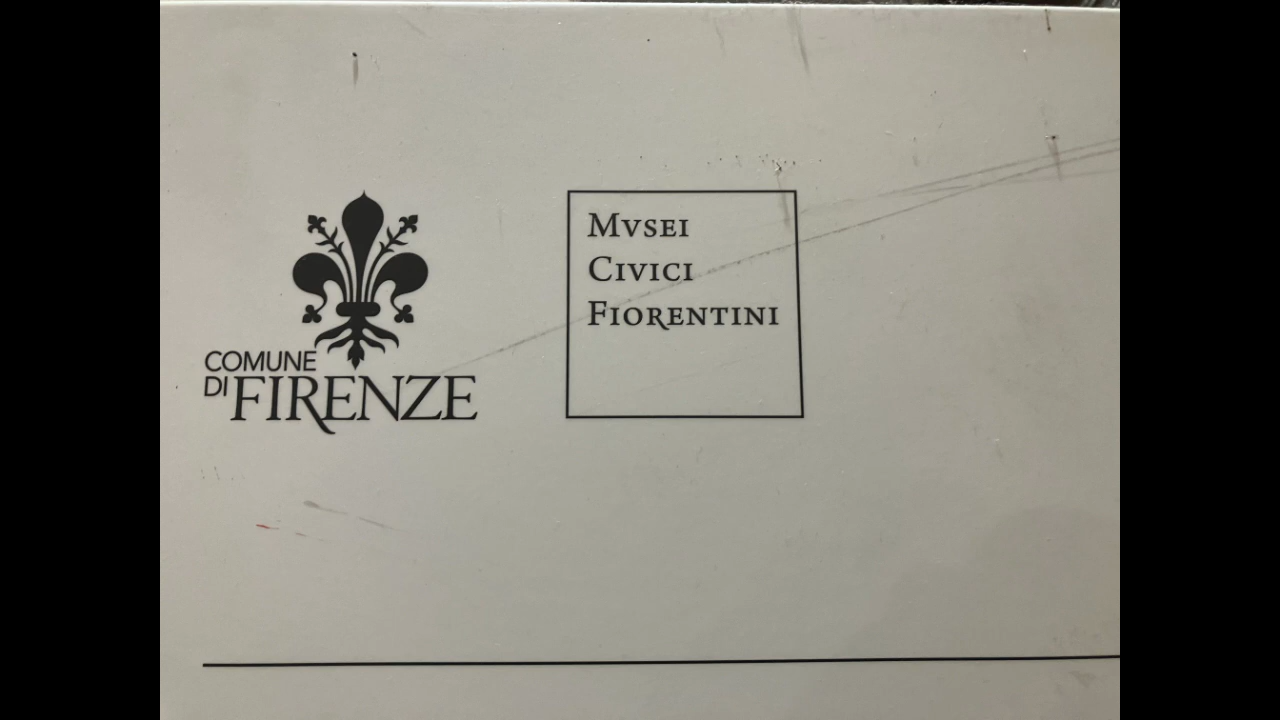 COMUNE
DI FIRENZE
MVSEI
CIVICI
FIORENTINI